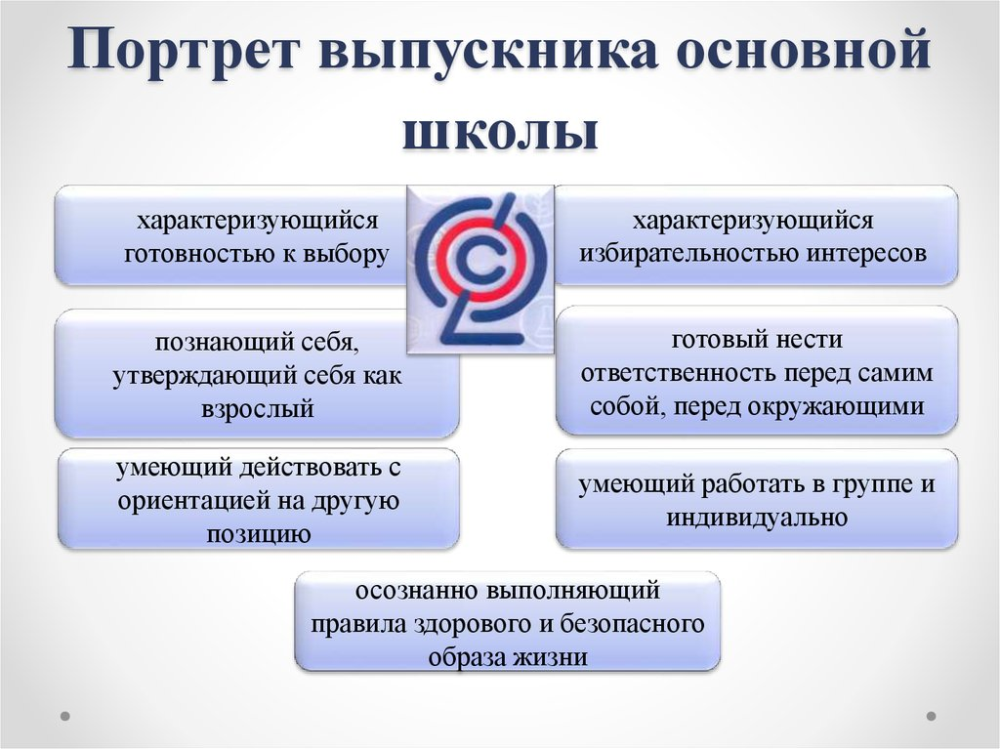 Портрет выпускника основной
школы
характеризующийся
готовностью к выбору
характеризующийся
избирательностью интересов
познающий себя,
утверждающий себя как
взрослый
готовый нести
ответственность перед самим
собой, перед окружающими
умеющий действовать с
ориентацией на другую
позицию
умеющий работать в группе и
индивидуально
осознанно выполняющий
правила здорового и безопасного
образа жизни